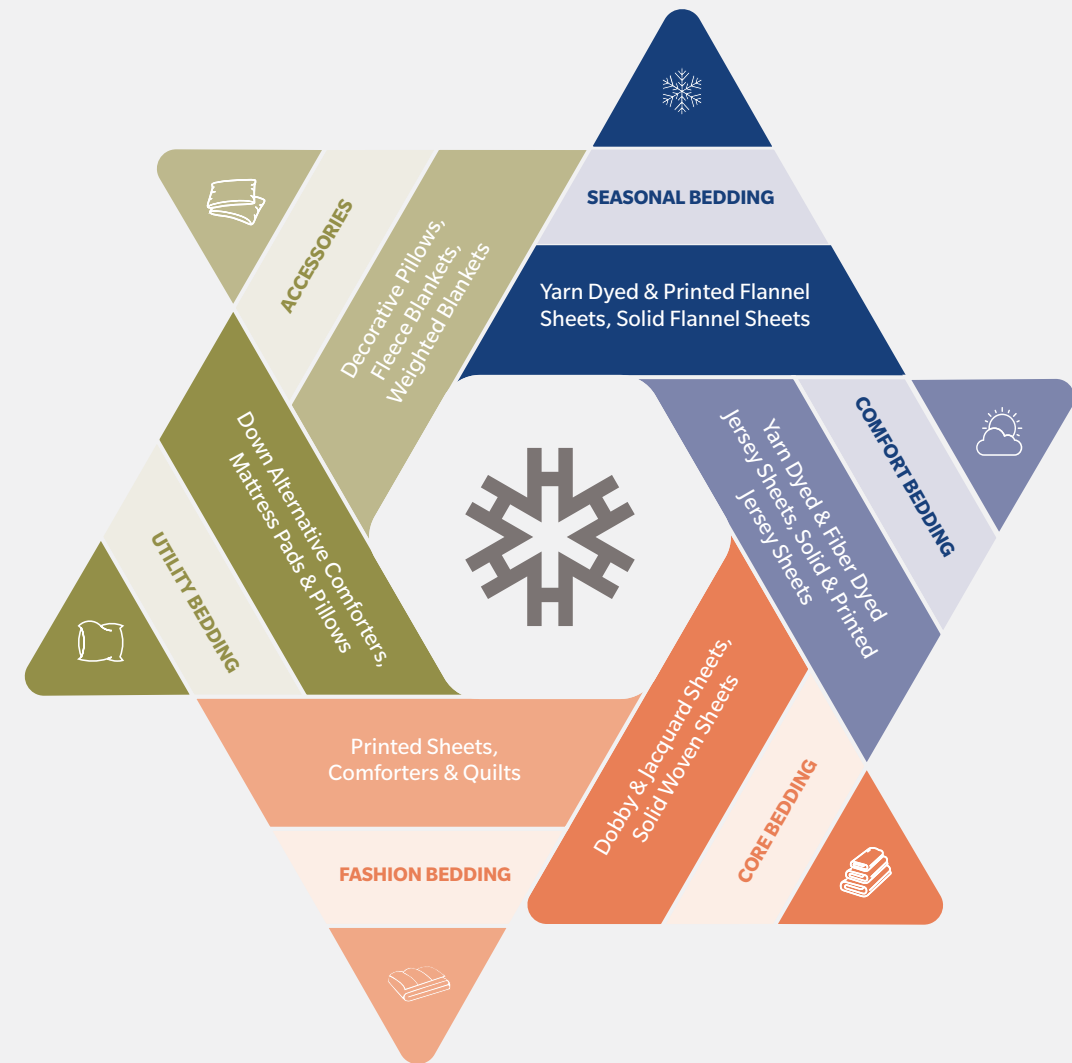 SEASONAL BEDDING
Yarn Dyed & Printed Flannel
Sheets, Solid Flannel Sheets
COMFORT BEDDING
Yarn Dyed & Fiber Dyed
Jersey Sheets, Solid & Printed
Jersey Sheets
CORE BEDDING
Dobby & Jacquard Sheets,
Solid Woven Sheets
FASHION BEDDING
Printed Sheets,
Comforters & Quilts
UTILITY BEDDING
Down Alternative Comforters,
Mattress Pads & Pillows
ACCESSORIES
Decorative Pillows,
Fleece Blankets,
Weighted Blankets